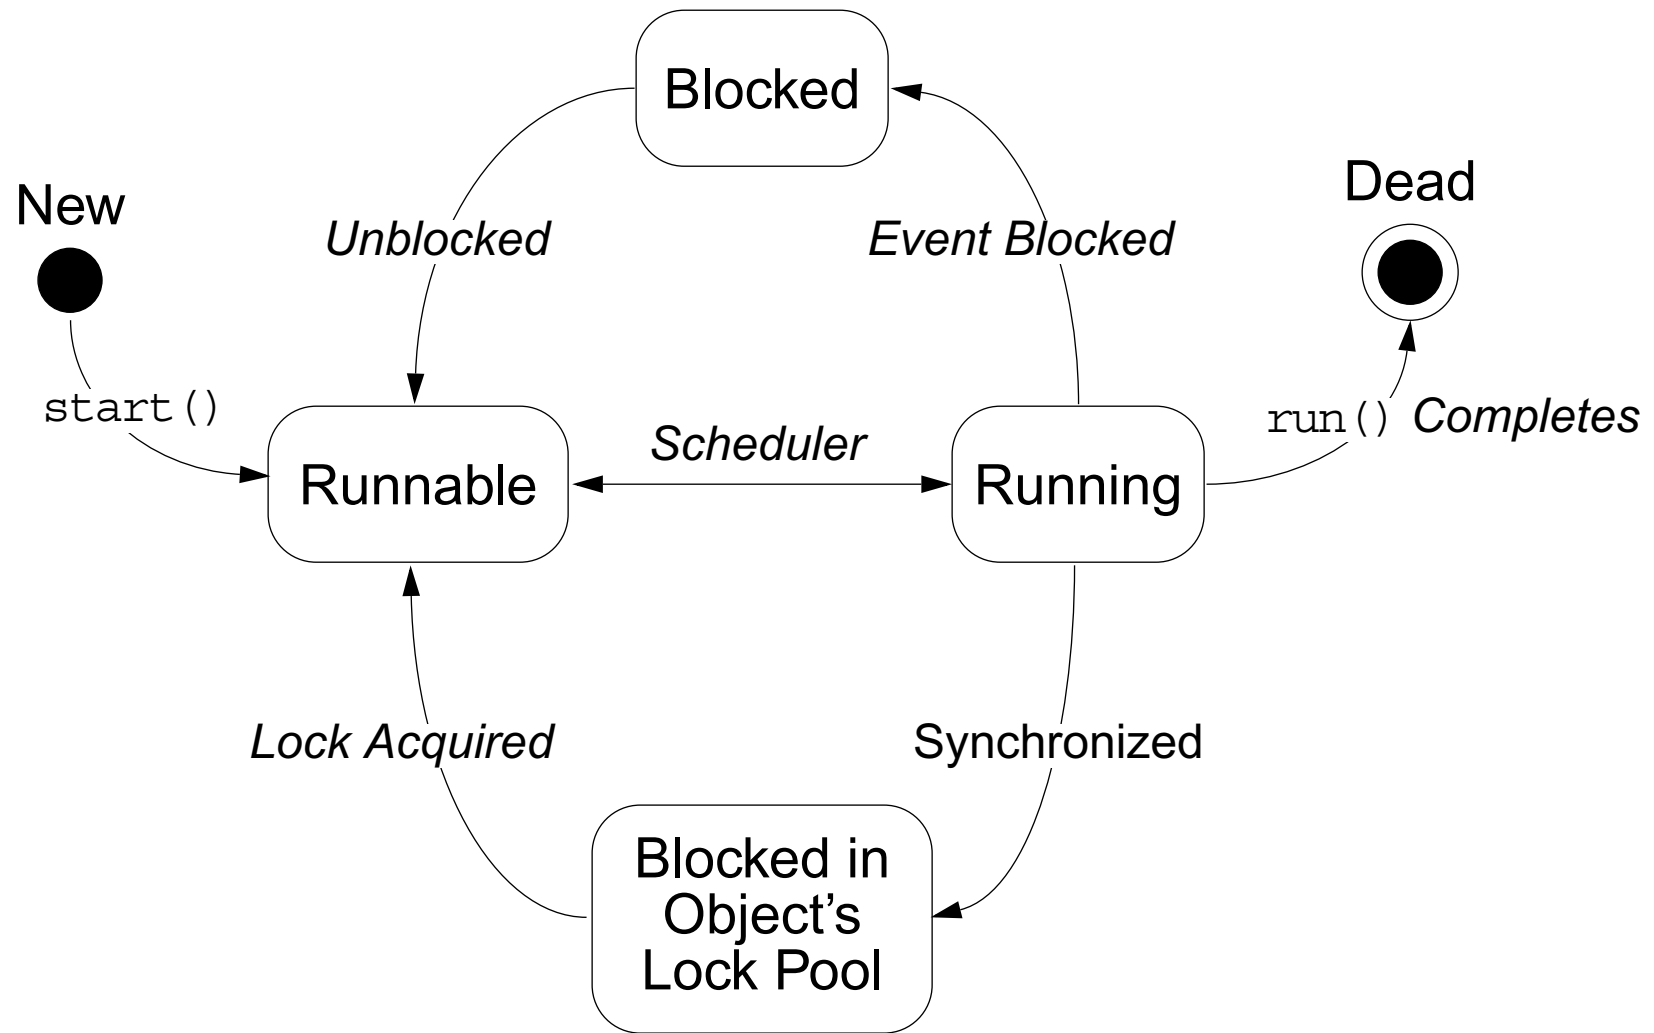 Blocked
New
Dead
Unblocked
Event Blocked
start()
run() Completes
Scheduler
Runnable
Running
Lock Acquired
Synchronized
Blocked in
Object’s
Lock Pool